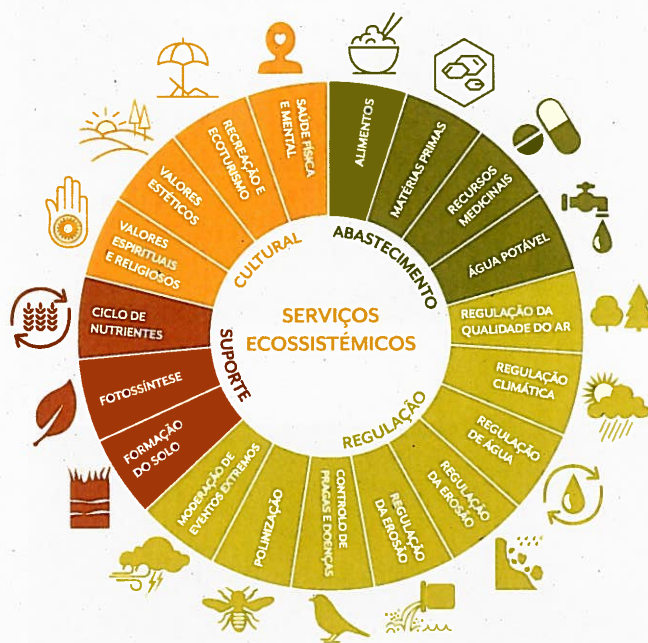 SERVIÇOS
ECOSSISTÉMICOS
ABASTECIMENTO
ALIMENTOS
MATÉRIAS PRIMAS
RECURSOS
MEDICINAIS
ÁGUA POTÁVEL
REGULAÇÃO
REGULAÇÃO DA
QUALIDADE DO AR
REGULAÇÃO
CLIMÁTICA
REGULAÇÃO
DE ÁGUA
REGULAÇÃO
DA EROSÃO
REGULAÇÃO
DA EROSÃO
CONTROLO DE
PRAGAS E DOENÇAS
POLINIZAÇÃO
MODERAÇÃO DE
EVENTOS EXTREMOS
SUPORTE
FORMAÇÃO
DO SOLO
FOTOSSÍNTESE
CICLO DE
NUTRIENTES
CULTURAL
VALORES
ESPIRITUAIS
E RELIGIOSOS
VALORES
ESTÉTICOS
RECREAÇÃO E
ECOTURISMO
SAÚDE FÍSICA
E MENTAL